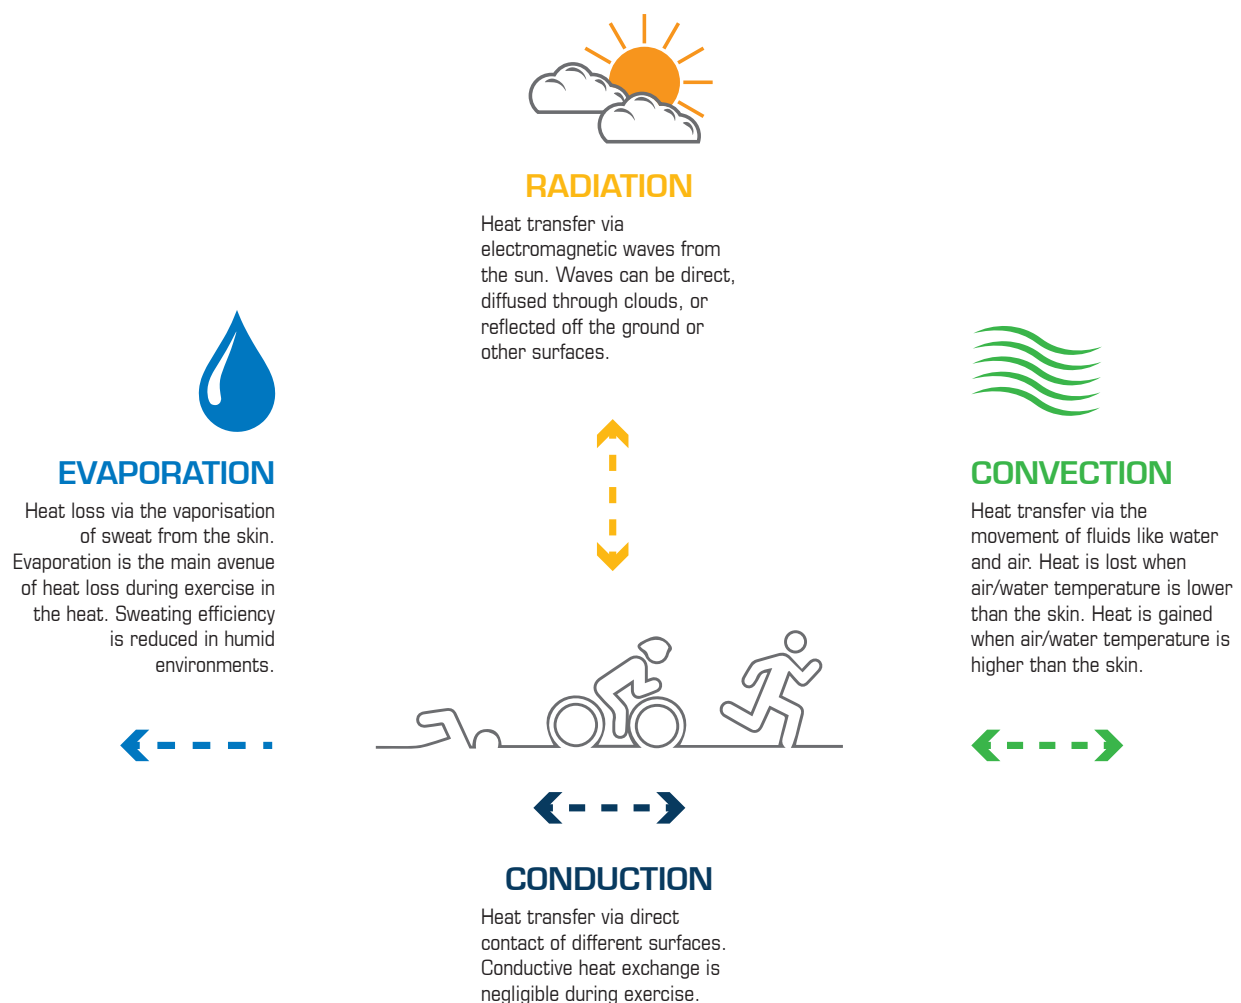 RADIATION
Heat transfer via
electromagnetic waves from
the sun. Waves can be direct,
diffused through clouds, or
reflected off the ground or
other surfaces.
EVAPORATION
Heat loss via the vaporisation
of sweat from the skin.
Evaporation is the main avenue
of heat loss during exercise in
the heat. Sweating efficiency
is reduced in humid
environments.
CONVECTION
Heat transfer via the
movement of fluids like water
and air. Heat is lost when
air/water temperature is lower
than the skin. Heat is gained
when air/water temperature is
higher than the skin.
CONDUCTION
Heat transfer via direct
contact of different surfaces.
Conductive heat exchange is
negligible during exercise.